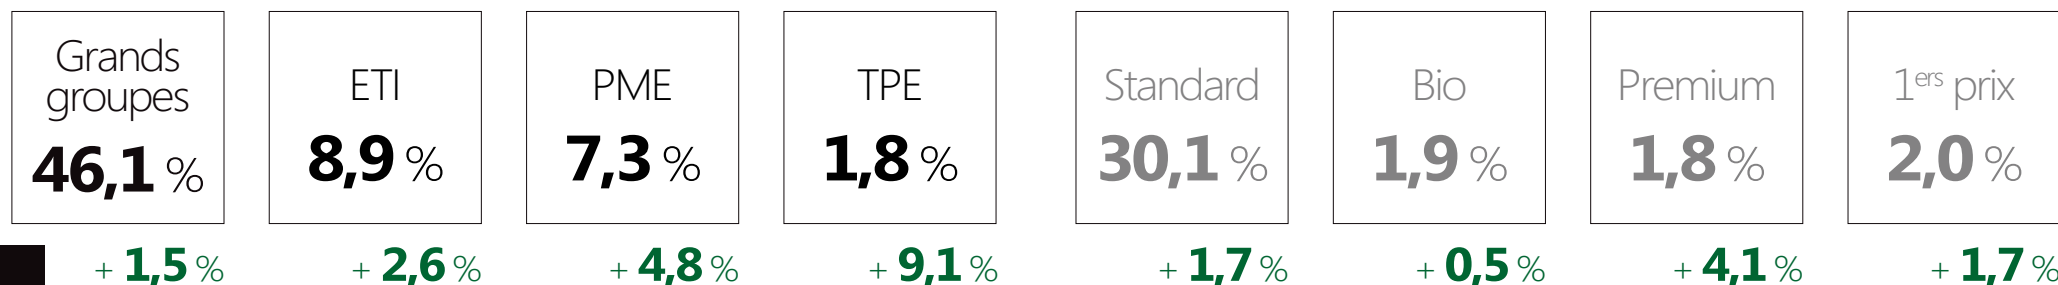 Grands
groupes
46,1 %
+ 1,5 %
ETI
8,9 %
+ 2,6 %
PME
7,3 %
+ 4,8 %
TPE
1,8 %
+ 9,1 %
Standard
30,1 %
+ 1,7 %
Bio
1,9 %
+ 0,5 %
Premium
1,8 %
+ 4,1 %
1ers prix
2,0 %
+ 1,7 %